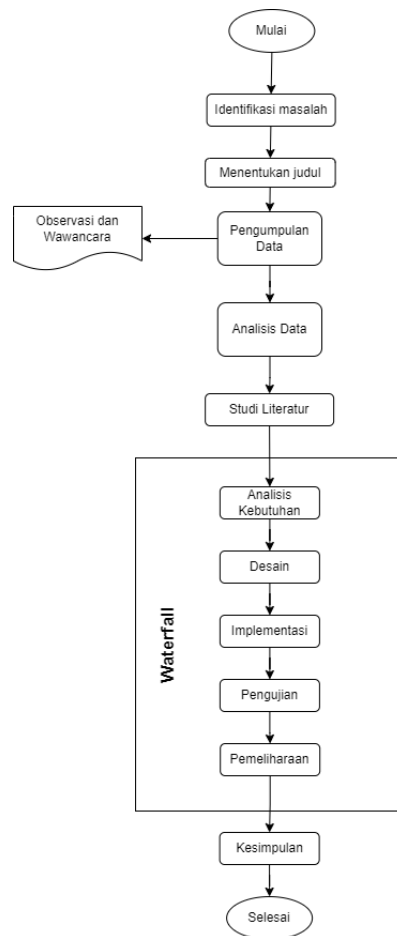 Mulai
Identifikasi masalah
Menentukan judul
Observasi dan
Wawancara
Pengumpulan
Data
Analisis Data
Studi Literatur
Waterfall
Analisis
Kebutuhan
Desain
Implementasi
Pengujian
Pemeliharaan
Kesimpulan
Selesai